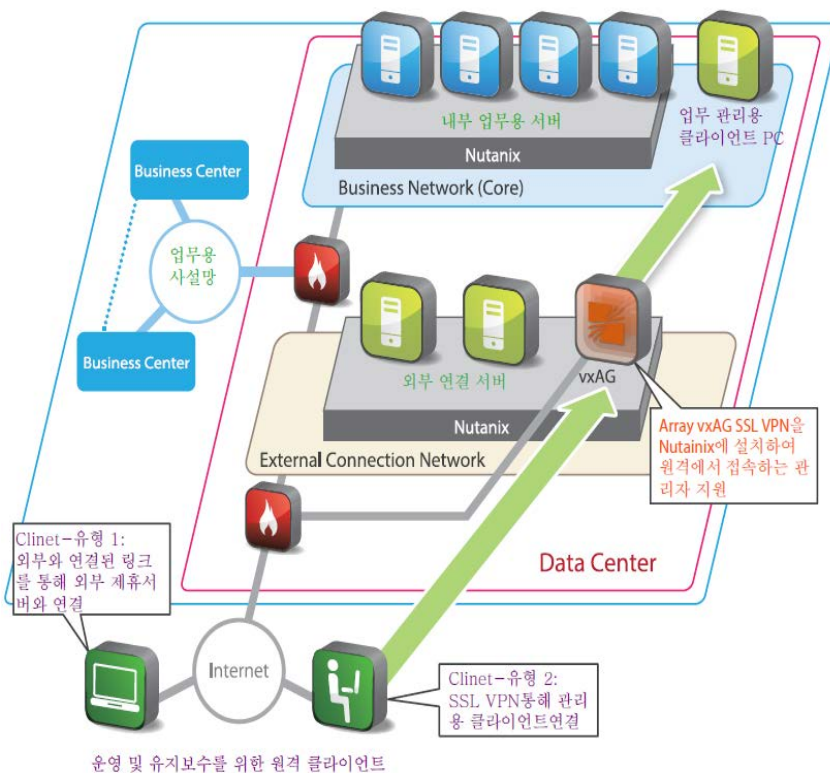 내부 업무용 서버
Nutanix
Business Network (Core)
업무 관리용
클라이언트 PC
Business Center
업무용
사설망
Business Center
외부 연결 서버
vxAG
Nutanix
External Connection Network
Array vxAG SSL VPN을
Nutainix에 설치하여
원격에서 접속하는 관
리자 지원
Data Center
Clinet-유형 1:
외부와 연결된 링크
를 통해 외부 제휴서
버와 연결
Internet
Clinet-유형 2:
SSL VPN통해 관리
용 클라이언트연결
운영 및 유지보수를 위한 원격 클라이언트